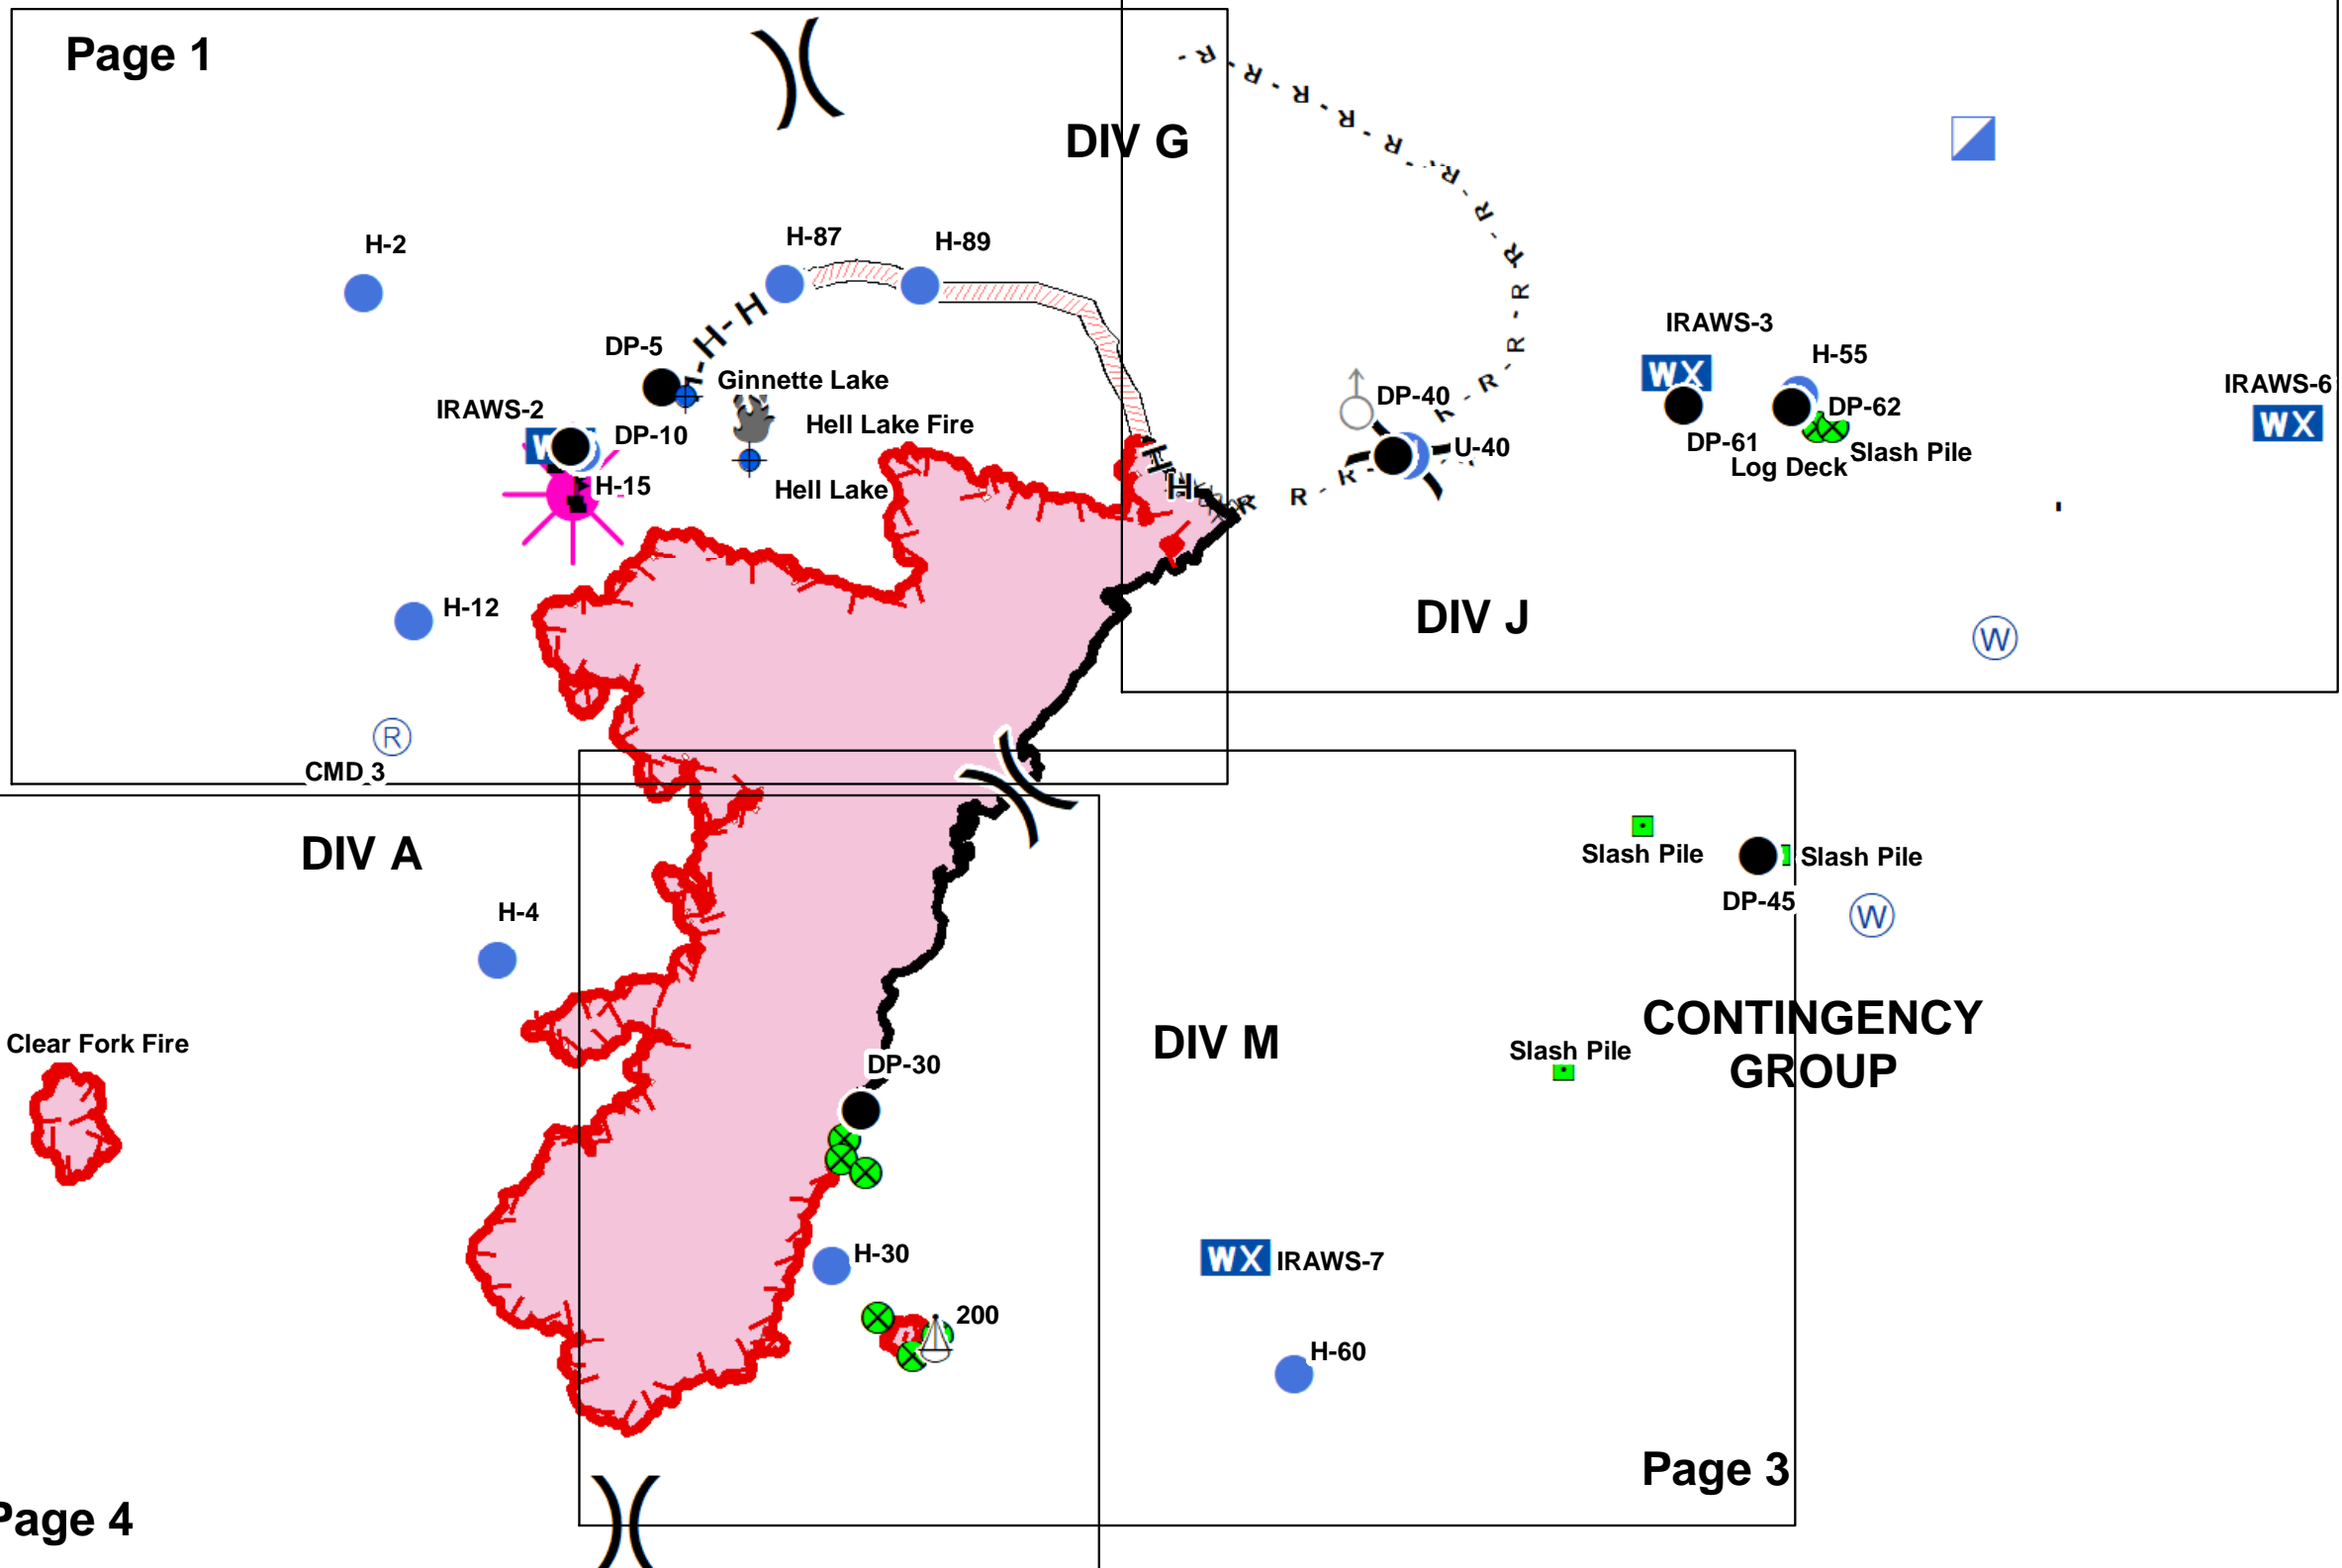 Page 1
DIV G
H-2
H-87
H-89
H-H
DP-5
Ginnette Lake
IRAWS-2
DP-10
Hell Lake Fire
Hell Lake
H-15
H-12
R
CMD 3
R - R - R - R - R - R - R - R - R - R - R
H
H
DP-40
U-40
IRAWS-3
WX
H-55
DP-62
DP-61
Slash Pile
Log Deck
IRAWS-6
WX
DIV J
W
DIV A
H-4
Slash Pile
Slash Pile
DP-45
W
CONTINGENCY
GROUP
Clear Fork Fire
DIV M
Slash Pile
DP-30
H-30
WX IRAWS-7
200
H-60
Page 3
Page 4